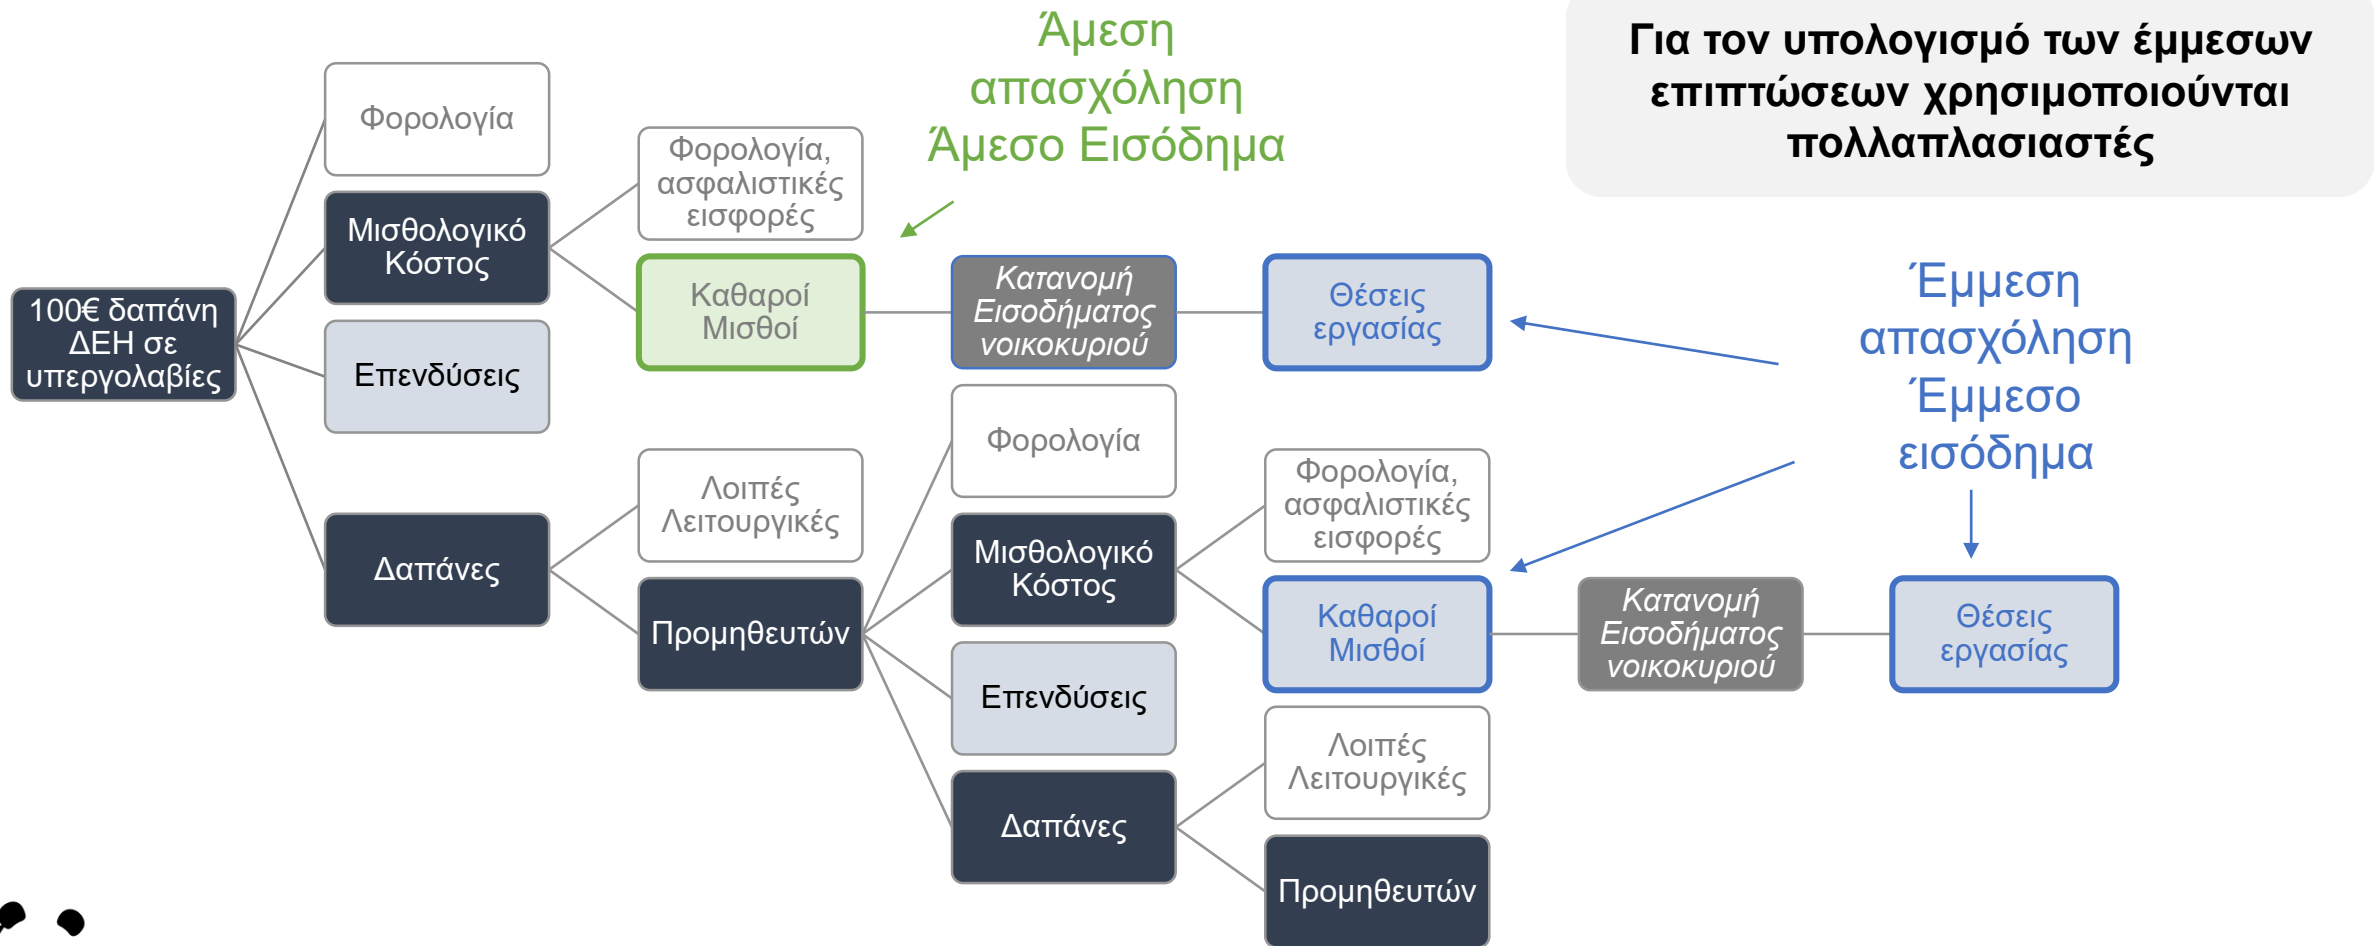 Άμεση
απασχόληση
Άμεσο Εισόδημα
Για τον υπολογισμό των έμμεσων
επιπτώσεων χρησιμοποιούνται
πολλαπλασιαστές
100€ δαπάνη
ΔΕΗ σε
υπεργολαβίες
Φορολογία
Μισθολογικό
Κόστος
Επενδύσεις
Δαπάνες
Φορολογία,
ασφαλιστικές
εισφορές
Καθαροί
Μισθοί
Κατανομή
Εισοδήματος
νοικοκυριού
Θέσεις
εργασίας
Έμμεση
απασχόληση
Έμμεσο
εισόδημα
Λοιπές
Λειτουργικές
Προμηθευτών
Φορολογία
Μισθολογικό
Κόστος
Επενδύσεις
Δαπάνες
Φορολογία,
ασφαλιστικές
εισφορές
Καθαροί
Μισθοί
Κατανομή
Εισοδήματος
νοικοκυριού
Θέσεις
εργασίας
Λοιπές
Λειτουργικές
Προμηθευτών